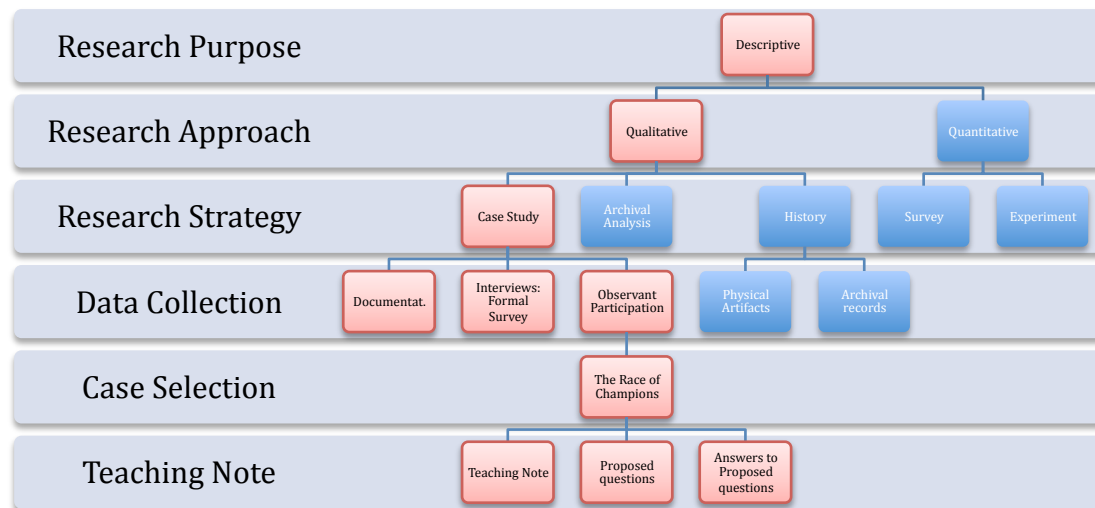 Research Purpose
Descriptive
Research Approach
Qualitative
Quantitative
Research Strategy
Case Study
Archival
Analysis
History
Survey
Experiment
Data Collection
Documentat.
Interviews:
Formal
Survey
Observant
Participation
Physical
Artifacts
Archival
records
Case Selection
The Race of
Champions
Teaching Note
Teaching Note
Proposed
questions
Answers to
Proposed
questions